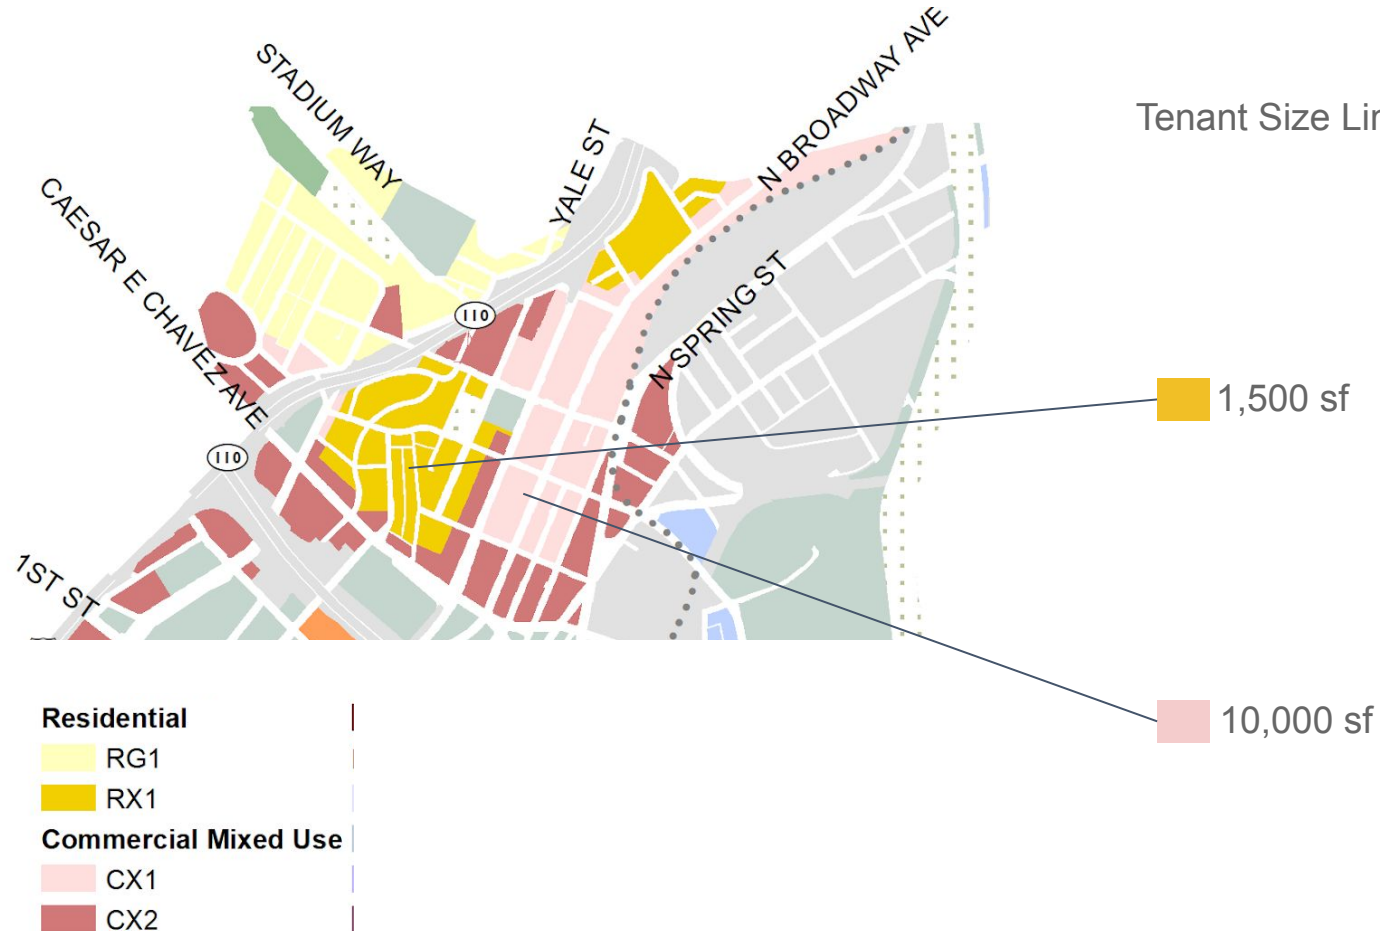 STADIUM WAY
YALE ST
N BROADWAY AVE
Tenant Size
CAESAR E CHAVEZ AVE
110
N SPRING ST
1,500 sf
110
1ST ST
10,000 sf
Residential
RG1
RX1
Commercial Mixed Use
CX1
CX2